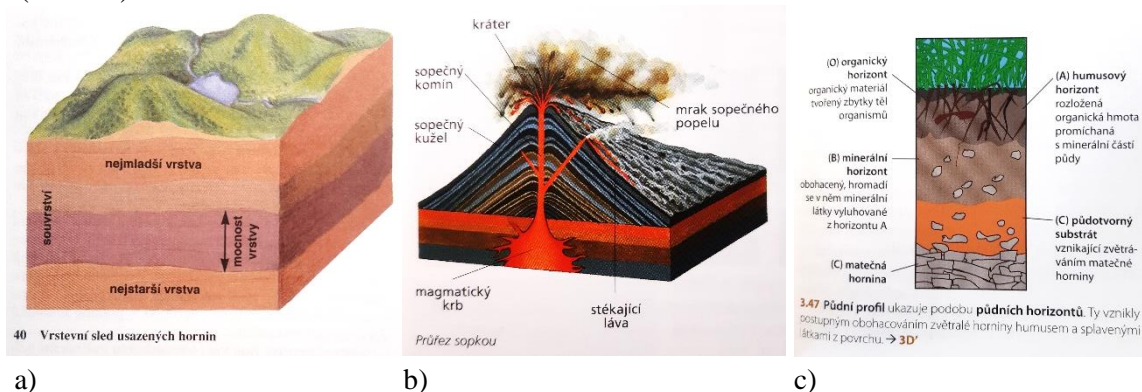 nejmladší vrstva
souvrství
mocnost
vrstvy
nejstarší vrstva
40 Vrstevní sled usazených hornin
a)
kráter
sopečný
komín
sopečný
kužel
mrak sopečného
popelu
magmatický
krb
stékající
láva
Průřez sopkou
b)
(O) organický
horizont
organický materiál
tvořený zbytky těl
organismů
(A) humusový
horizont
rozložená
organická hmota
promíchaná
s minerální částí
půdy
(B) minerální
horizont
obohacený, hromadí
se v něm minerální
látky vyluhované
z horizontu A
(C) půdotvorný
substrát
vznikající zvětrá-
váním matečné
horniny
(C) matečná
hornina
3.47 Půdní profil ukazuje podobu půdních horizontů. Ty vznikly
postupným obohacováním zvětralé horniny humusem a splavenými
látkami z povrchu. → 3D'
c)